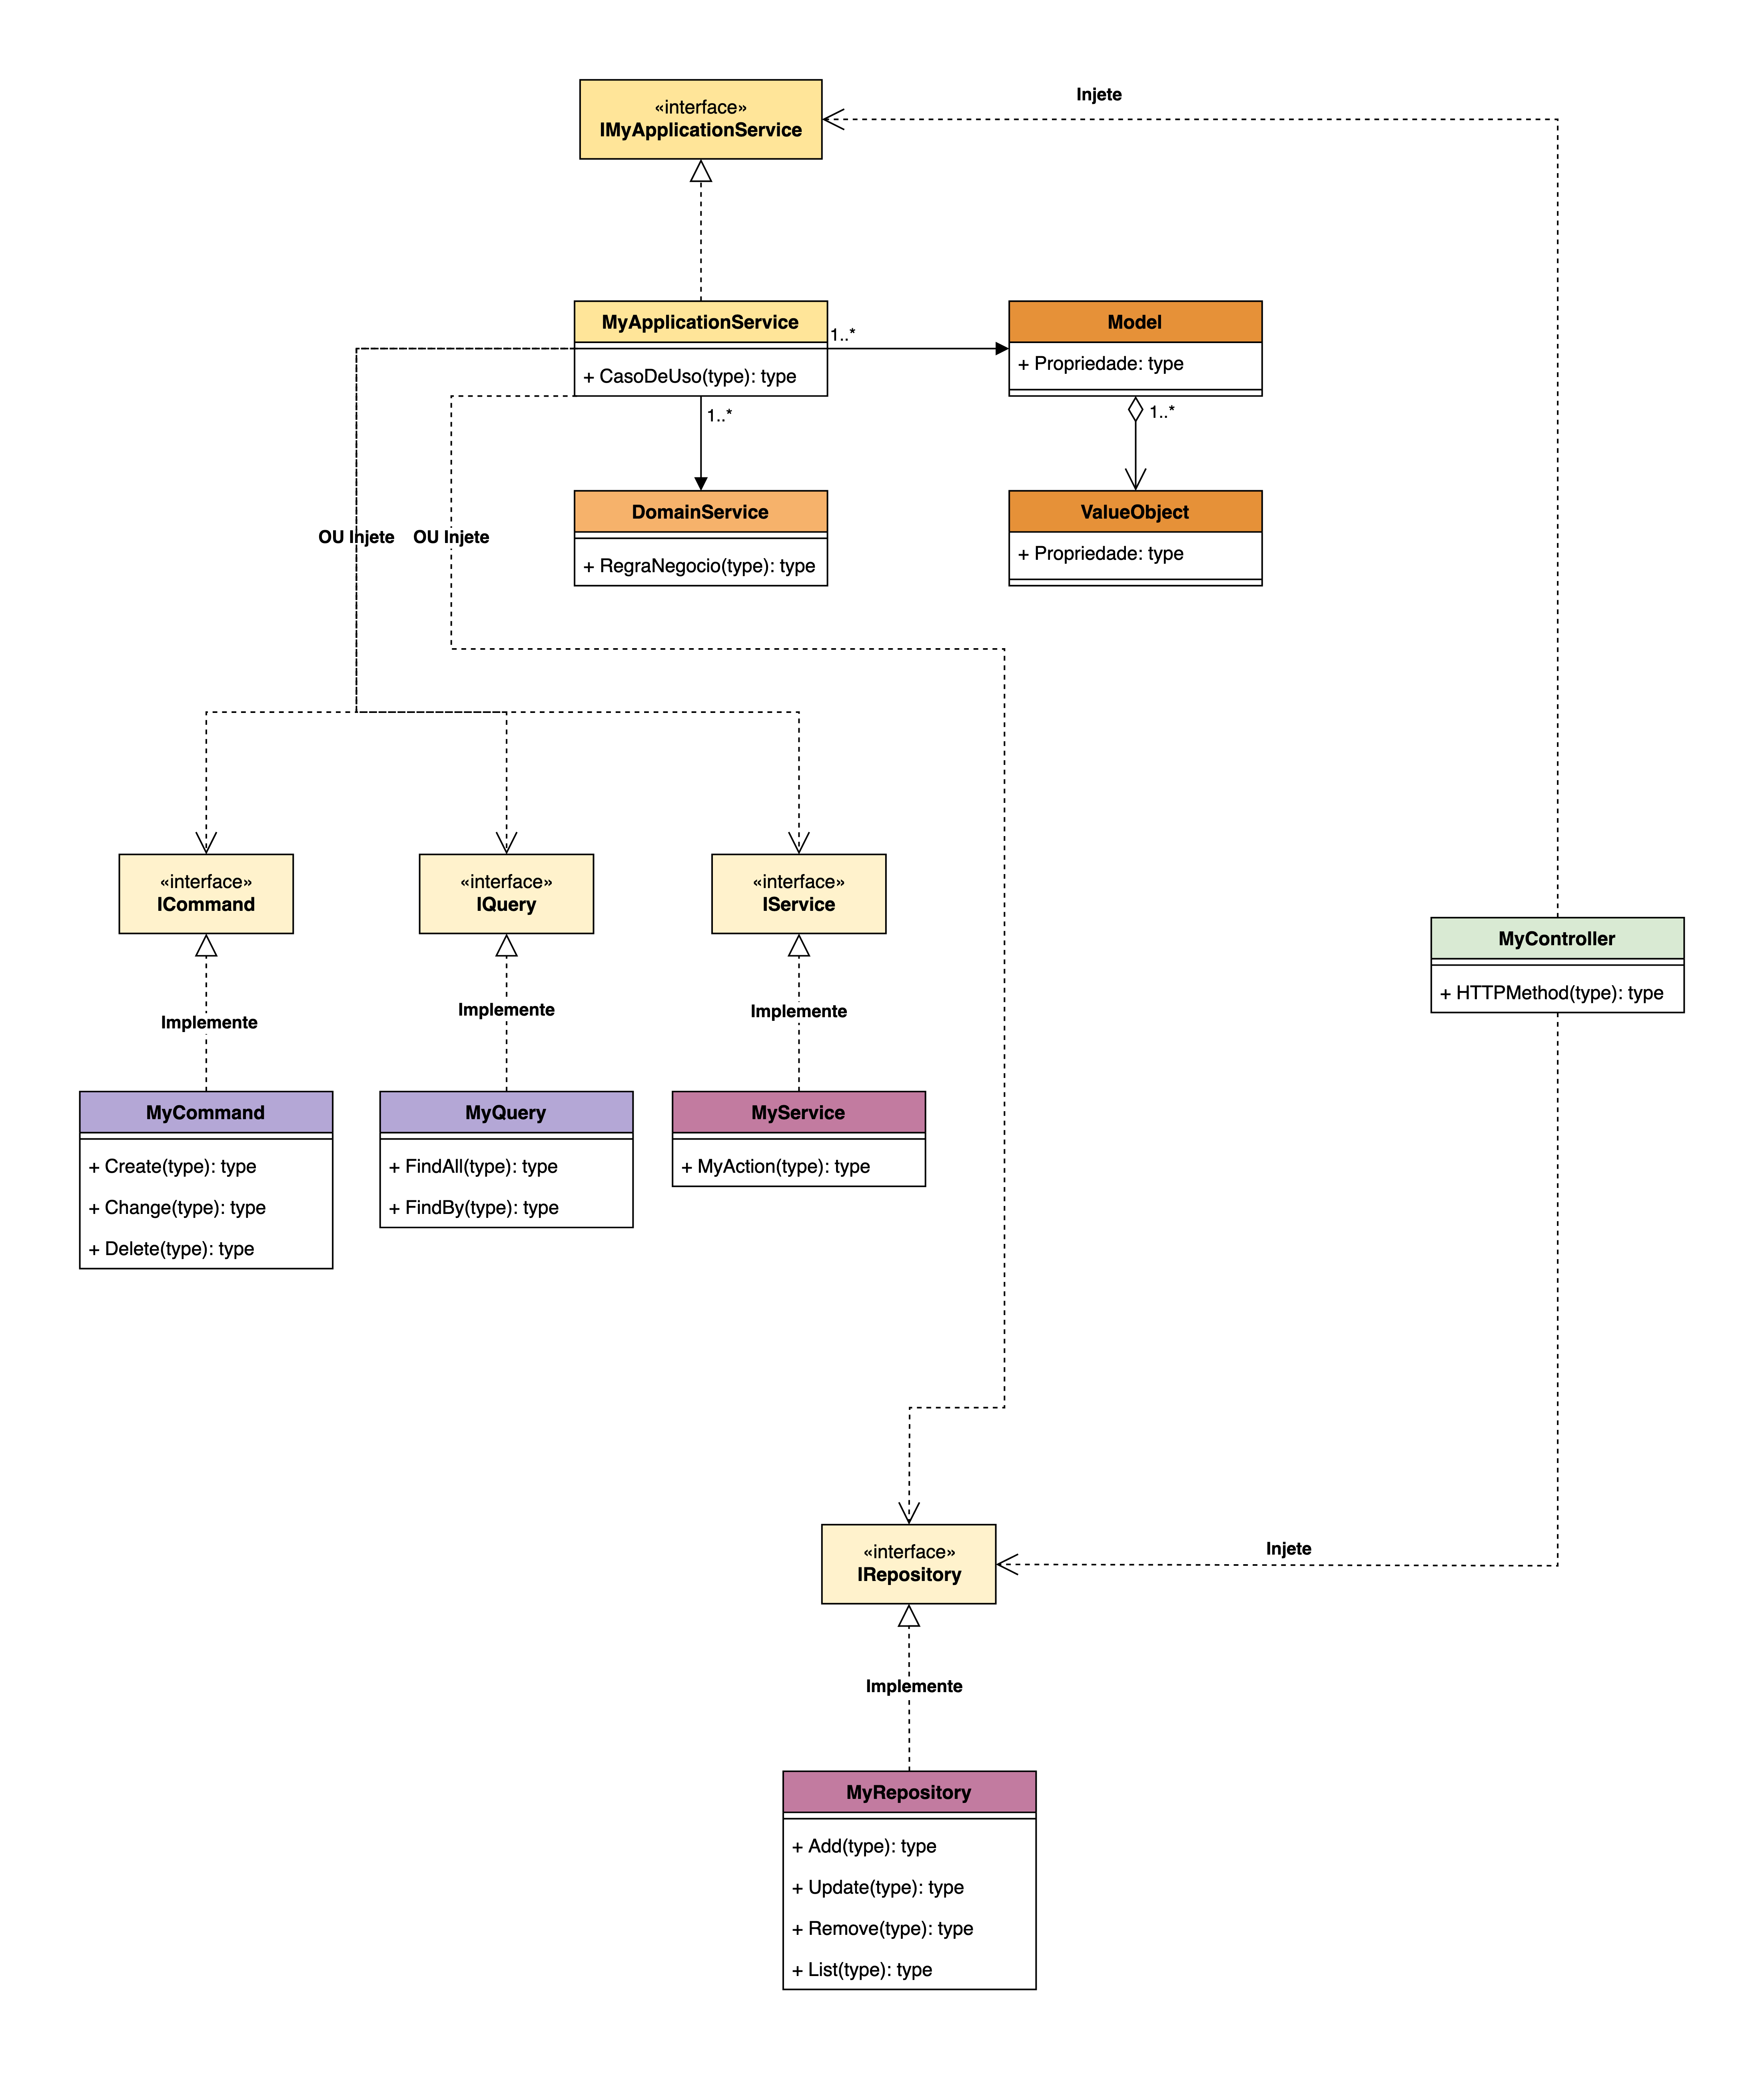 Injete
«interface»
IMyApplicationService
MyApplicationService
+ CasoDeUso(type): type
1..*
1..*
Model
+ Propriedade: type
1..*
DomainService
+ RegraNegocio(type): type
ValueObject
+ Propriedade: type
OU Injete
OU Injete
«interface»
ICommand
«interface»
IQuery
«interface»
IService
MyController
+ HTTPMethod(type): type
Implemente
Implemente
Implemente
MyCommand
+ Create(type): type
+ Change(type): type
+ Delete(type): type
MyQuery
+ FindAll(type): type
+ FindBy(type): type
MyService
+ MyAction(type): type
«interface»
IRepository
Injete
Implemente
MyRepository
+ Add(type): type
+ Update(type): type
+ Remove(type): type
+ List(type): type